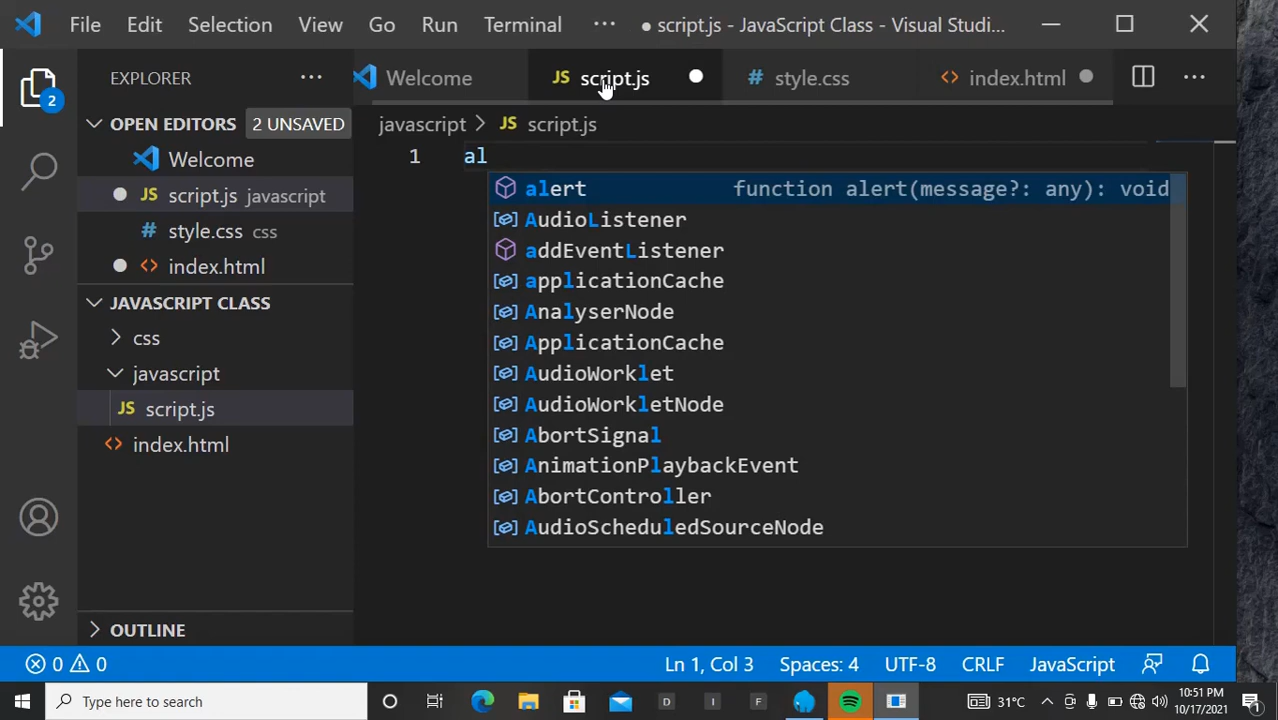 File Edit Selection View Go Run Terminal ··· ● script.js - JavaScript Class - Visual Studi...
EXPLORER ···
Welcome JS script.js ● # style.css <> index.html ● ···
OPEN EDITORS 2 UNSAVED
javascript > JS script.js
Welcome
● JS script.js javascript
# style.css css
● <> index.html
JAVASCRIPT CLASS
> css
javascript
JS script.js
<> index.html
OUTLINE
2
1 al
alert function alert(message?: any): void
AudioListener
addEventListener
applicationCache
AnalyserNode
ApplicationCache
AudioWorklet
AudioWorkletNode
AbortSignal
AnimationPlaybackEvent
AbortController
AudioScheduledSourceNode
0 0 Ln 1, Col 3 Spaces: 4 UTF-8 CRLF JavaScript
Type here to search D I F 31°C 10:51 PM
10/17/2021 1